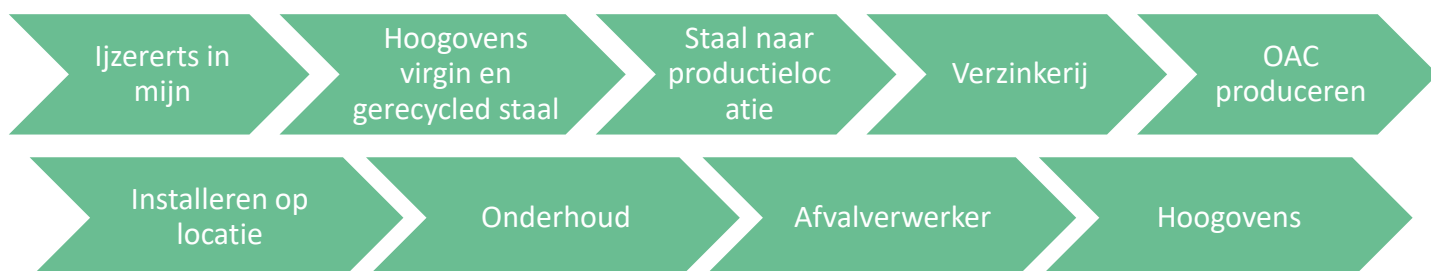 Ijzererts in
mijn
Hoogovens
virgin en
gerecycled staal
Staal naar
productieloc
atie
Verzinkerij
OAC
produceren
Installeren op
locatie
Onderhoud
Afvalverwerker
Hoogovens